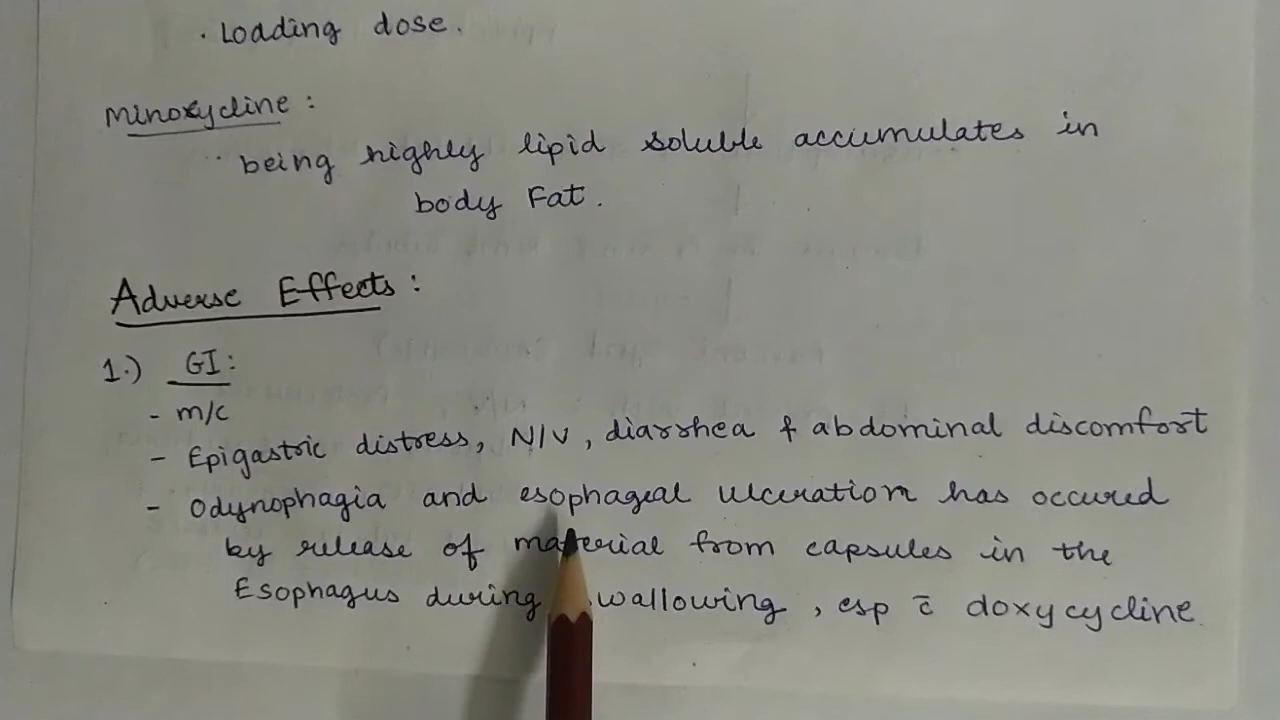 · Loading dose.
Minoxycline :
· being highly lipid soluble accumulates in
body Fat.
Adverse Effects :
1.) GI:
- m/c
- Epigastric distress, N/V, diarrhea & abdominal discomfort
- Odynophagia and esophageal ulceration has occured
by release of material from capsules in the
Esophagus during swallowing, esp c̄ doxycycline